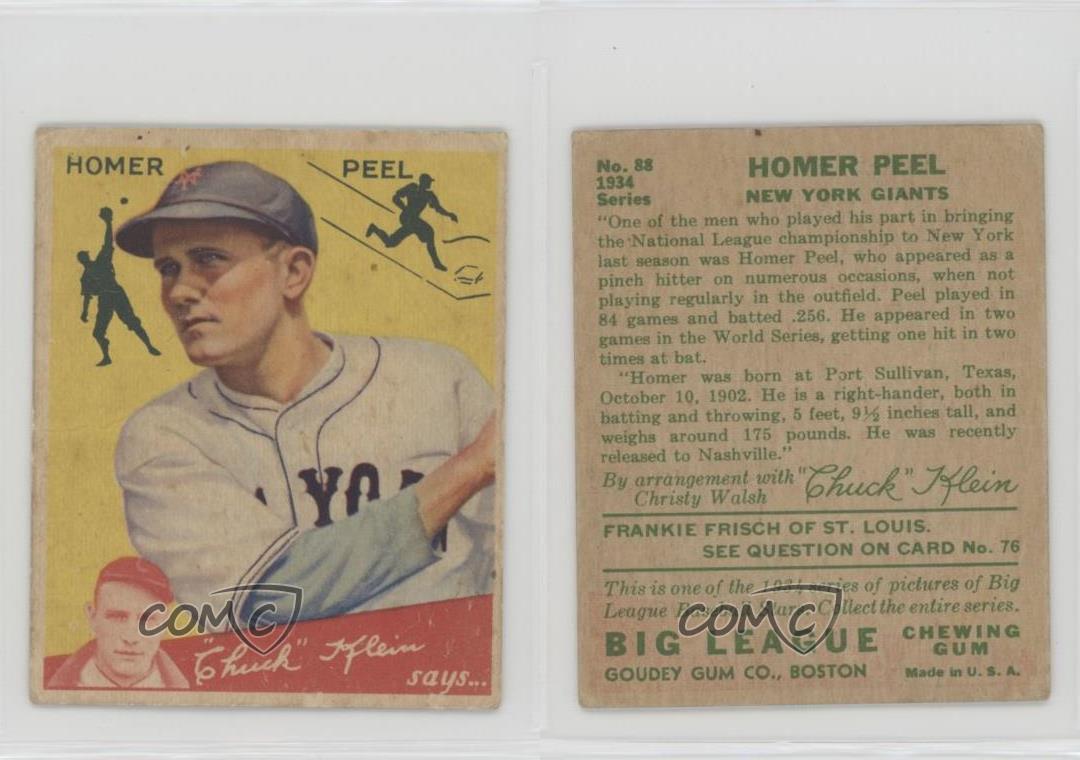 HOMER PEEL
NY
YO
COMC
"Chuck" Klein
says...
No. 88
1934
Series
HOMER PEEL
NEW YORK GIANTS
"One of the men who played his part in bringing
the National League championship to New York
last season was Homer Peel, who appeared as a
pinch hitter on numerous occasions, when not
playing regularly in the outfield. Peel played in
84 games and batted .256. He appeared in two
games in the World Series, getting one hit in two
times at bat.
"Homer was born at Port Sullivan, Texas,
October 10, 1902. He is a right-hander, both in
batting and throwing, 5 feet, 9½ inches tall, and
weighs around 175 pounds. He was recently
released to Nashville."
By arrangement with "Chuck" Klein
Christy Walsh
FRANKIE FRISCH OF ST. LOUIS.
SEE QUESTION ON CARD No. 76
This is one of the 1934 series of pictures of Big
League Baseball Stars. Collect the entire series.
COMC
BIG LEAGUE CHEWING GUM
GOUDEY GUM CO., BOSTON Made in U. S. A.